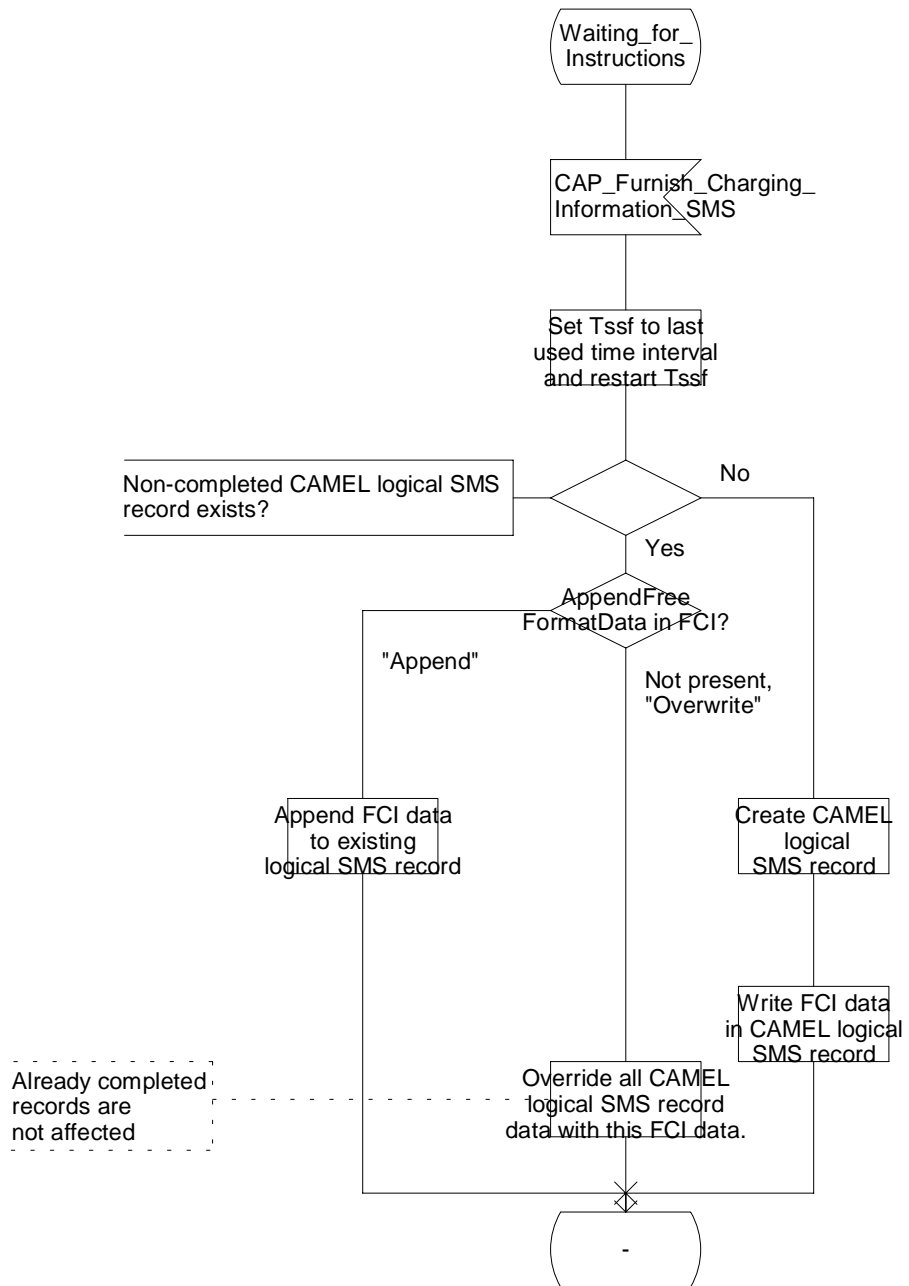 Waiting_for_
Instructions
CAP_Furnish_Charging_
Information_SMS
Set Tssf to last
used time interval
and restart Tssf
No
Non-completed CAMEL logical SMS
record exists?
Yes
AppendFree
FormatData in FCI?
"Append"
Not present,
"Overwrite"
Append FCI data
to existing
logical SMS record
Create CAMEL
logical
SMS record
Write FCI data
in CAMEL logical
SMS record
Already completed
records are
not affected
Override all CAMEL
logical SMS record
data with this FCI data.
-